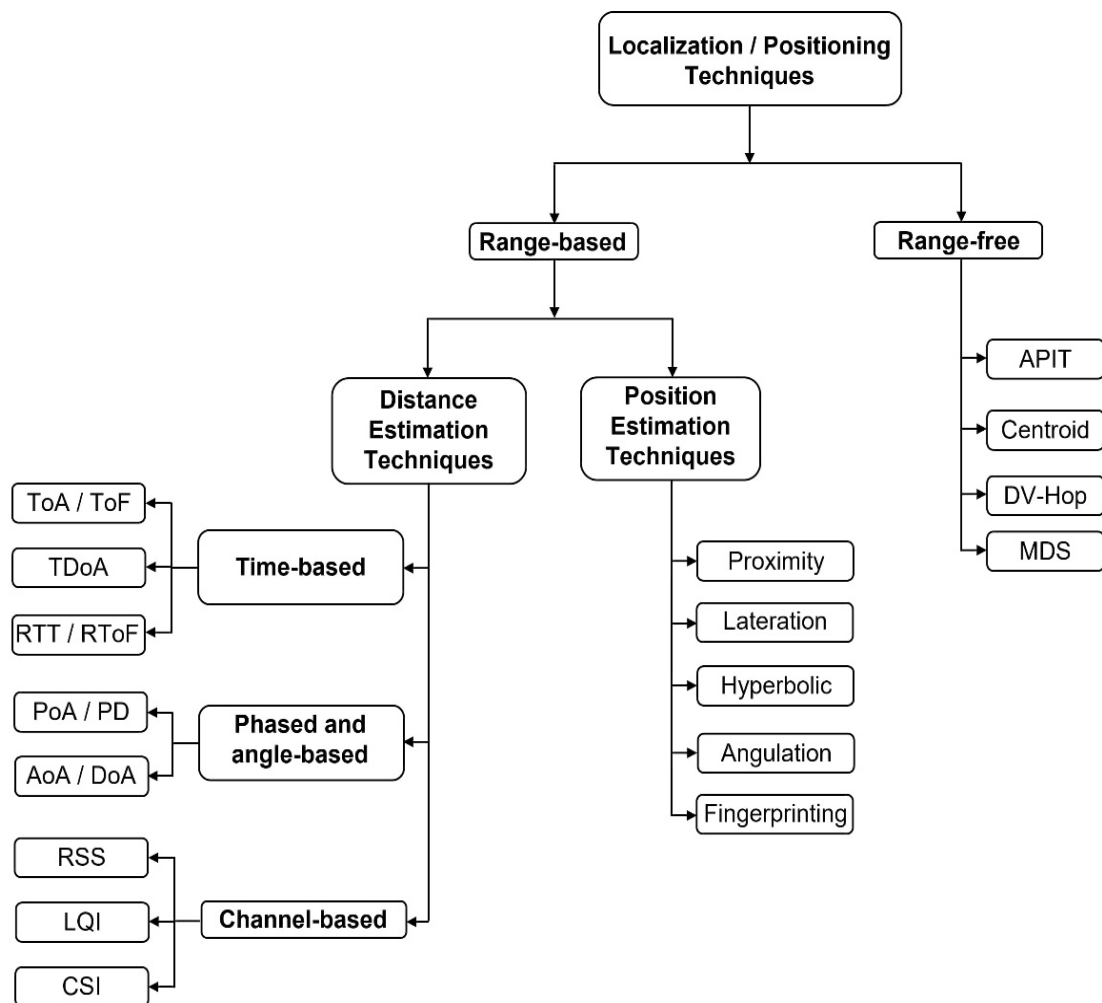 Localization / Positioning
Techniques
Range-based
Range-free
Distance
Estimation
Techniques
Position
Estimation
Techniques
APIT
Centroid
DV-Hop
MDS
ToA / ToF
TDoA
RTT / RToF
Time-based
PoA / PD
AoA / DoA
Phased and
angle-based
RSS
LQI
CSI
Channel-based
Proximity
Lateration
Hyperbolic
Angulation
Fingerprinting